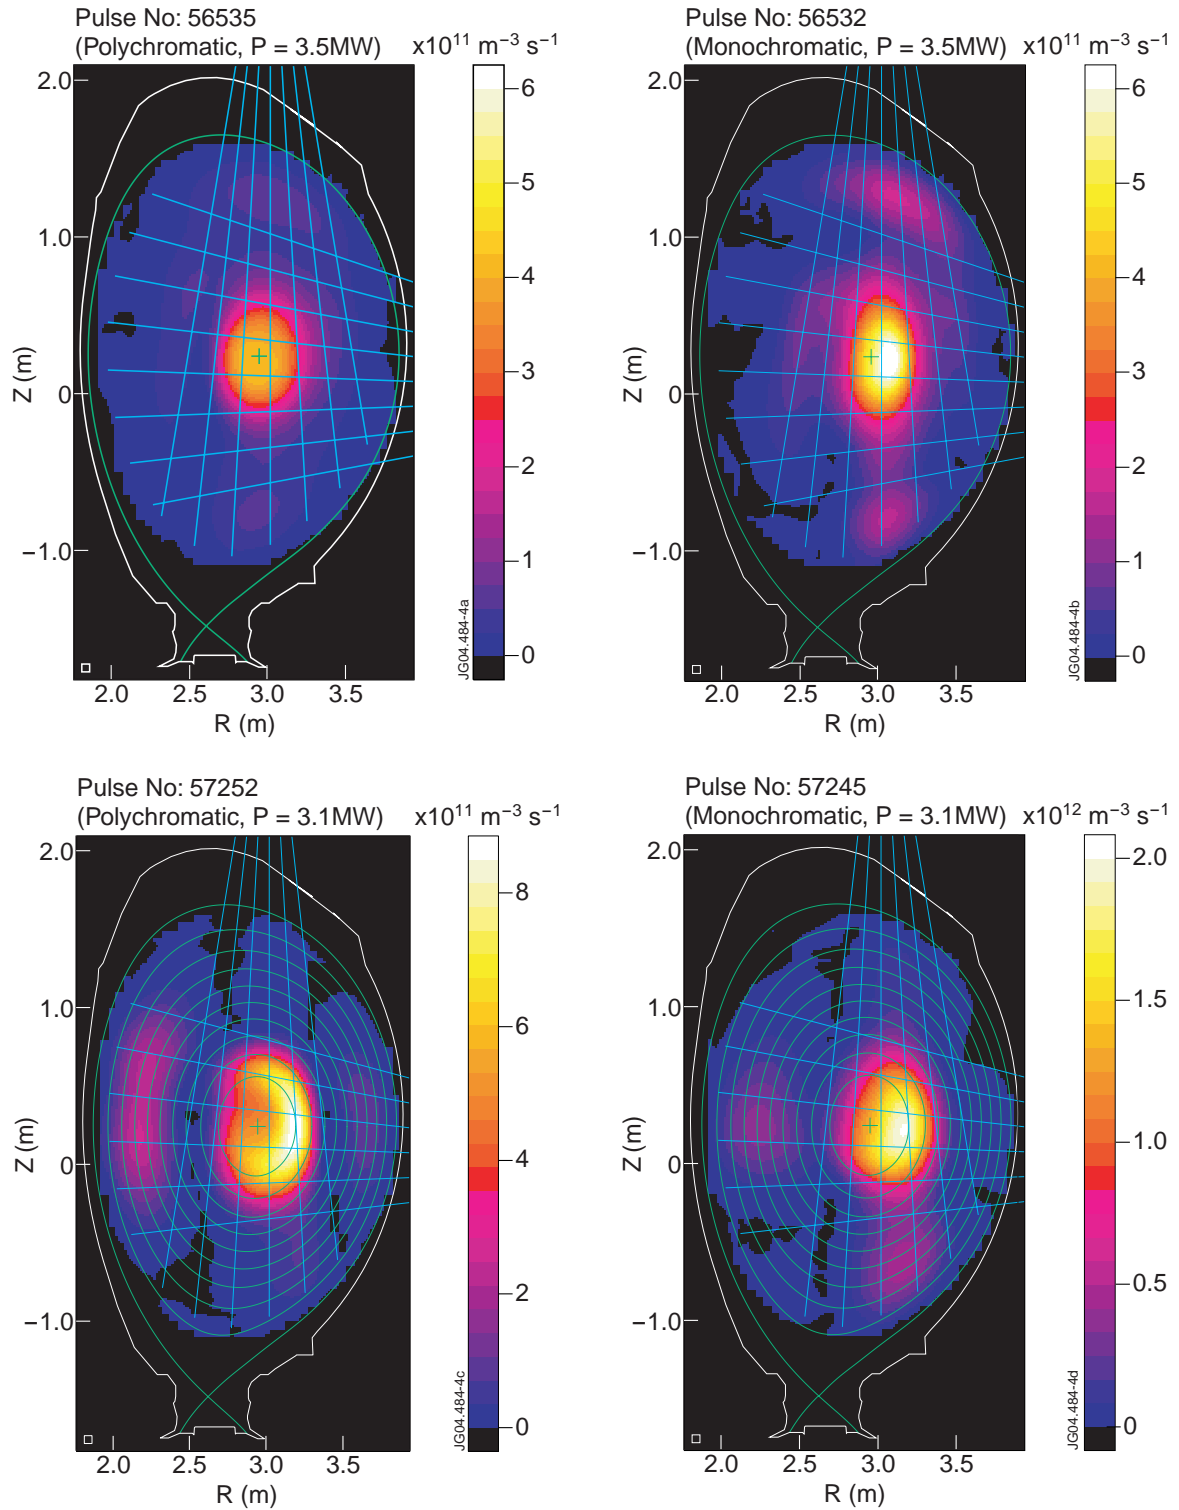 Pulse No: 56535
(Polychromatic, P = 3.5MW) x10¹¹ m⁻³ s⁻¹
2.0
1.0
0
−1.0
Z (m)
2.0 2.5 3.0 3.5
R (m)
6
5
4
3
2
1
0
JG04.484-4a
Pulse No: 56532
(Monochromatic, P = 3.5MW) x10¹¹ m⁻³ s⁻¹
2.0
1.0
0
−1.0
Z (m)
2.0 2.5 3.0 3.5
R (m)
6
5
4
3
2
1
0
JG04.484-4b
Pulse No: 57252
(Polychromatic, P = 3.1MW) x10¹¹ m⁻³ s⁻¹
2.0
1.0
0
−1.0
Z (m)
2.0 2.5 3.0 3.5
R (m)
8
6
4
2
0
JG04.484-4c
Pulse No: 57245
(Monochromatic, P = 3.1MW) x10¹² m⁻³ s⁻¹
2.0
1.0
0
−1.0
Z (m)
2.0 2.5 3.0 3.5
R (m)
2.0
1.5
1.0
0.5
0
JG04.484-4d